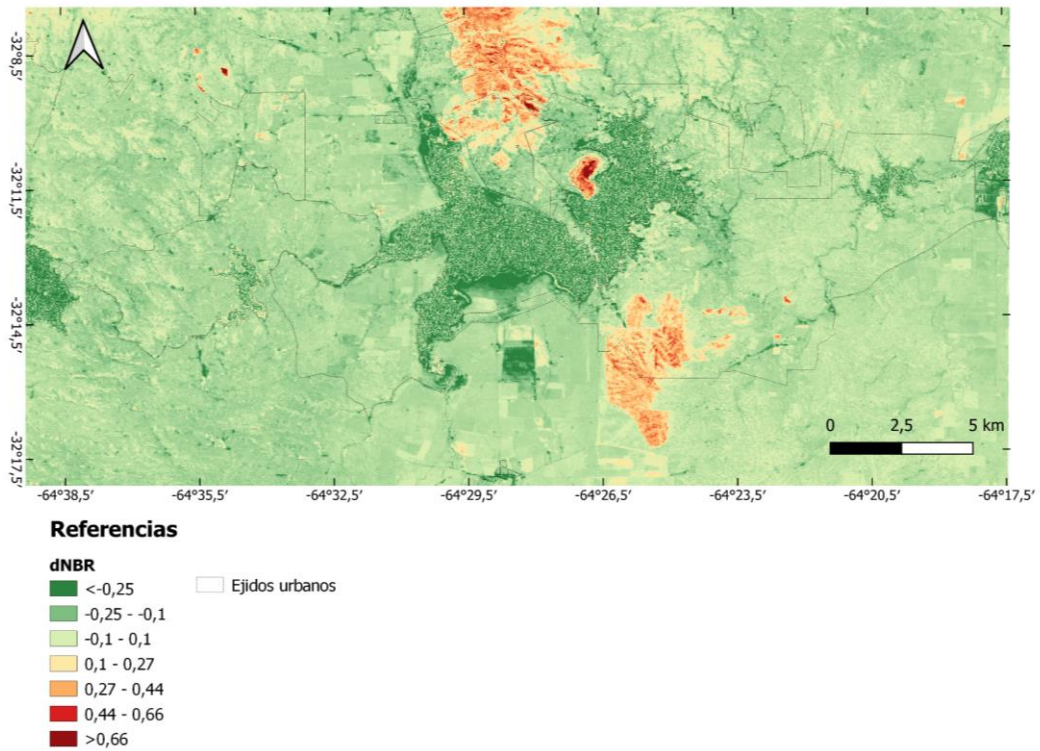 -32°8,5'
-32°11,5'
-32°14,5'
-32°17,5'
0 2,5 5 km
-64°38,5' -64°35,5' -64°32,5' -64°29,5' -64°26,5' -64°23,5' -64°20,5' -64°17,5'
Referencias
dNBR
<-0,25
Ejidos urbanos
-0,25 - -0,1
-0,1 - 0,1
0,1 - 0,27
0,27 - 0,44
0,44 - 0,66
>0,66